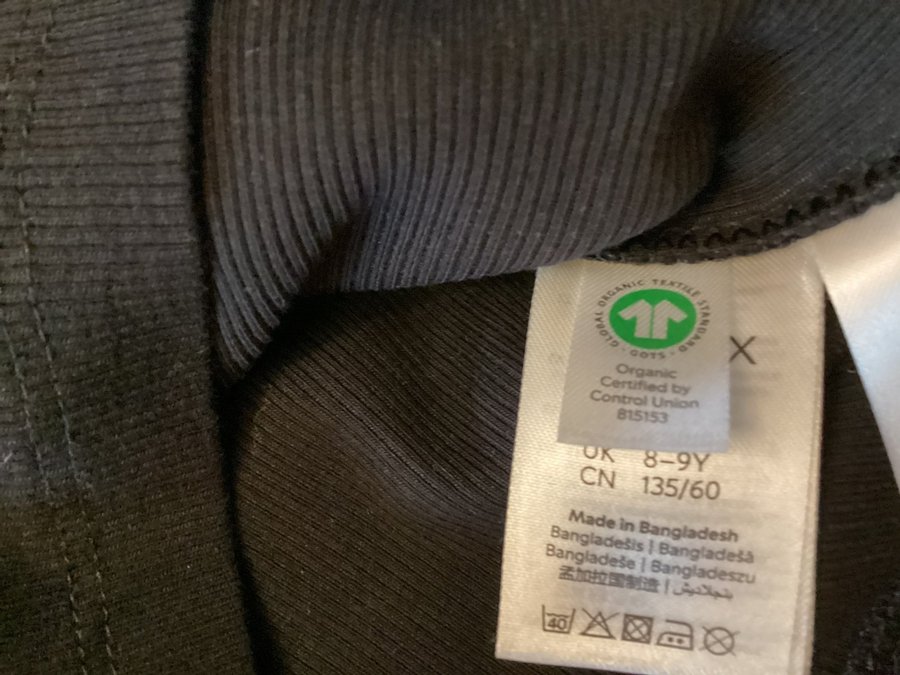 GLOBAL ORGANIC TEXTILE STANDARD · GOTS ·
Organic
Certified by
Control Union
815153
X
UK 8–9Y
CN 135/60
Made in Bangladesh
Bangladešis | Bangladešā
Bangladeše | Bangladeszu
孟加拉国制造 | بنجلاديش
40